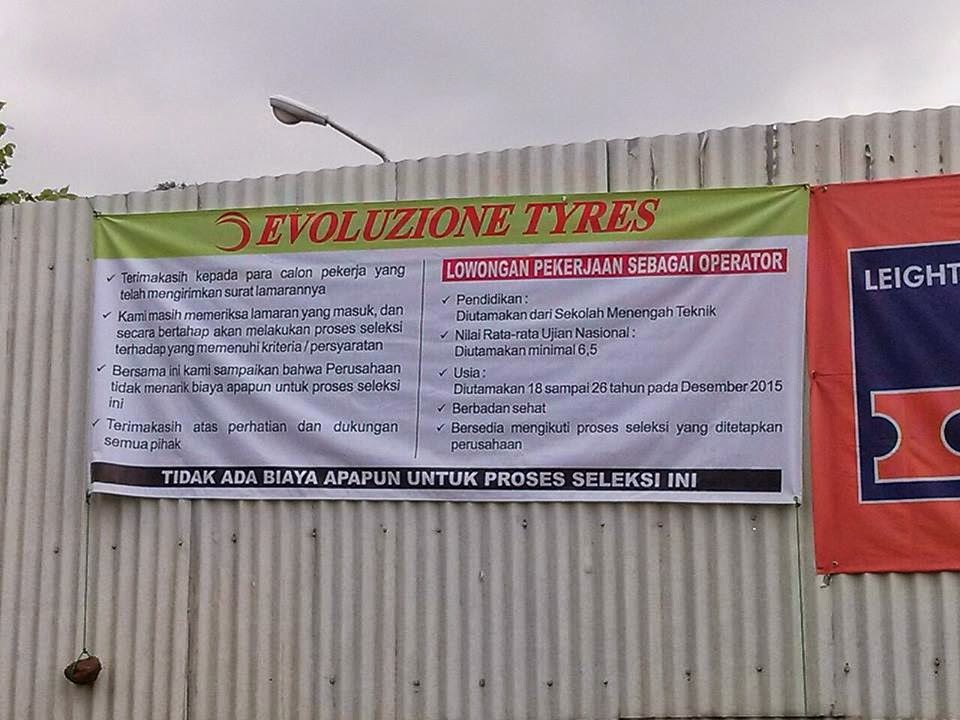 EVOLUZIONE TYRES
✓ Terimakasih kepada para calon pekerja yang
telah mengirimkan surat lamarannya
✓ Kami masih memeriksa lamaran yang masuk, dan
secara bertahap akan melakukan proses seleksi
terhadap yang memenuhi kriteria / persyaratan
✓ Bersama ini kami sampaikan bahwa Perusahaan
tidak menarik biaya apapun untuk proses seleksi
ini
✓ Terimakasih atas perhatian dan dukungan
semua pihak
LOWONGAN PEKERJAAN SEBAGAI OPERATOR
✓ Pendidikan :
Diutamakan dari Sekolah Menengah Teknik
✓ Nilai Rata-rata Ujian Nasional :
Diutamakan minimal 6,5
✓ Usia :
Diutamakan 18 sampai 26 tahun pada Desember 2015
✓ Berbadan sehat
✓ Bersedia mengikuti proses seleksi yang ditetapkan
perusahaan
TIDAK ADA BIAYA APAPUN UNTUK PROSES SELEKSI INI
LEIGHT